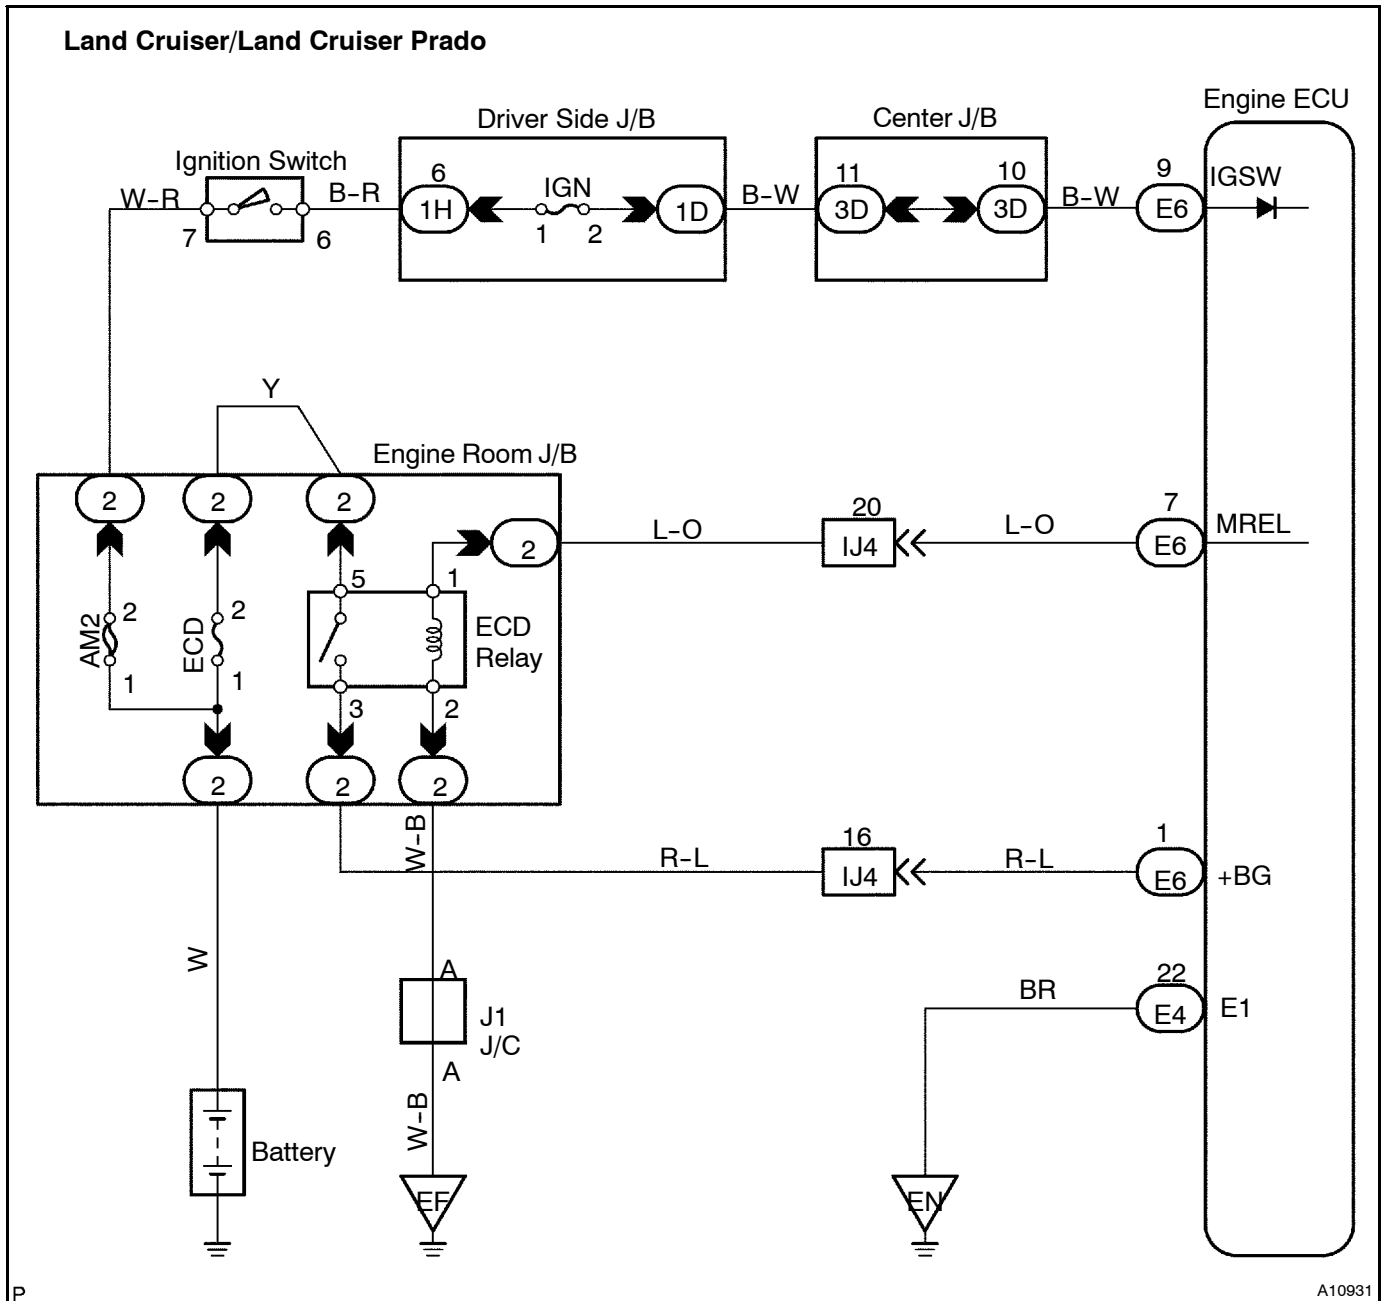 Land Cruiser/Land Cruiser Prado
Engine ECU
Driver Side J/B
Center J/B
Ignition Switch
W-R
7
6
B-R
6
1H
IGN
1
2
1D
B-W
11
3D
10
3D
B-W
9
E6
IGSW
Y
Engine Room J/B
2
2
2
2
L-O
20
IJ4
L-O
7
E6
MREL
AM2
2
1
ECD
2
1
5
1
ECD
Relay
3
2
2
2
2
W-B
R-L
16
IJ4
R-L
1
E6
+BG
W
A
J1
J/C
A
W-B
EF
BR
22
E4
E1
EN
Battery
P
A10931